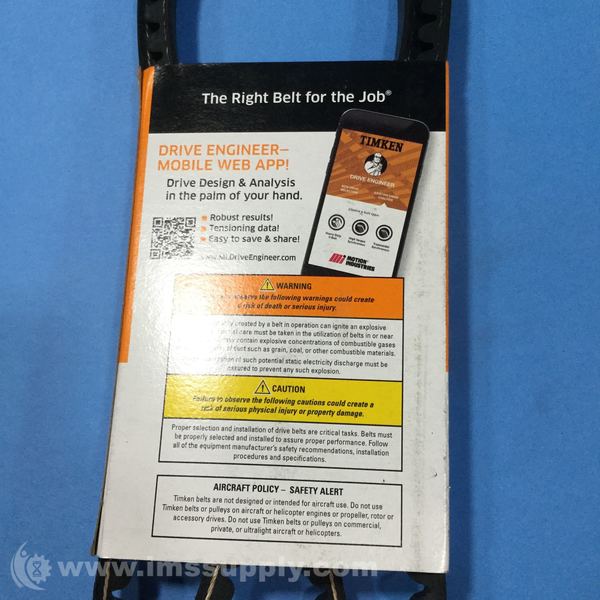 The Right Belt for the Job®
DRIVE ENGINEER–
MOBILE WEB APP!
Drive Design & Analysis
in the palm of your hand.
Robust results!
Tensioning data!
Easy to save & share!
www.MI.DriveEngineer.com
TIMKEN
DRIVE ENGINEER
MOTION
INDUSTRIES
WARNING
observe the following warnings could create
risk of death or serious injury.
created by a belt in operation can ignite an explosive
care must be taken in the utilization of belts in or near
contain explosive concentrations of combustible gases
of dust such as grain, coal, or other combustible materials.
of such potential static electricity discharge must be
assured to prevent any such explosion.
CAUTION
Failure to observe the following cautions could create a
risk of serious physical injury or property damage.
Proper selection and installation of drive belts are critical tasks. Belts must
be properly selected and installed to assure proper performance. Follow
all of the equipment manufacturer's safety recommendations, installation
procedures and specifications.
AIRCRAFT POLICY – SAFETY ALERT
Timken belts are not designed or intended for aircraft use. Do not use
Timken belts or pulleys on aircraft or helicopter engines or propeller, rotor or
accessory drives. Do not use Timken belts or pulleys on commercial,
private, or ultralight aircraft or helicopters.
www.imssupply.com